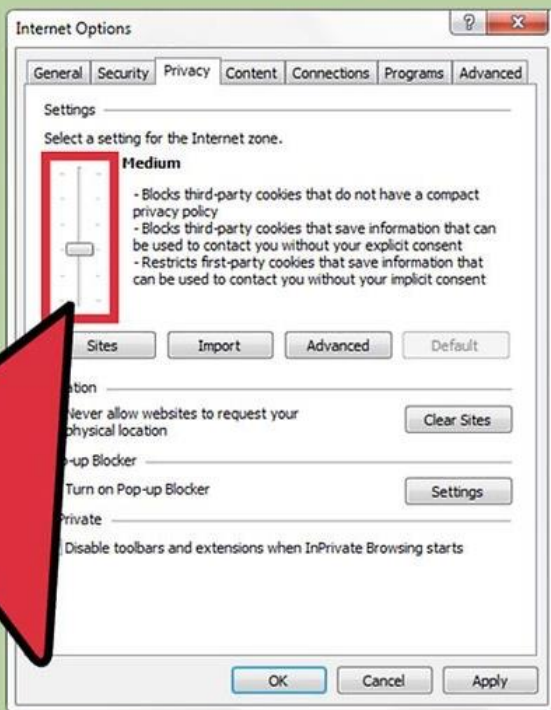 Internet Options
General Security Privacy Content Connections Programs Advanced
Settings
Select a setting for the Internet zone.
Medium
- Blocks third-party cookies that do not have a compact
privacy policy
- Blocks third-party cookies that save information that can
be used to contact you without your explicit consent
- Restricts first-party cookies that save information that
can be used to contact you without your implicit consent
Sites Import Advanced Default
ation
Never allow websites to request your
physical location
Clear Sites
-up Blocker
Turn on Pop-up Blocker
Settings
Private
Disable toolbars and extensions when InPrivate Browsing starts
OK Cancel Apply